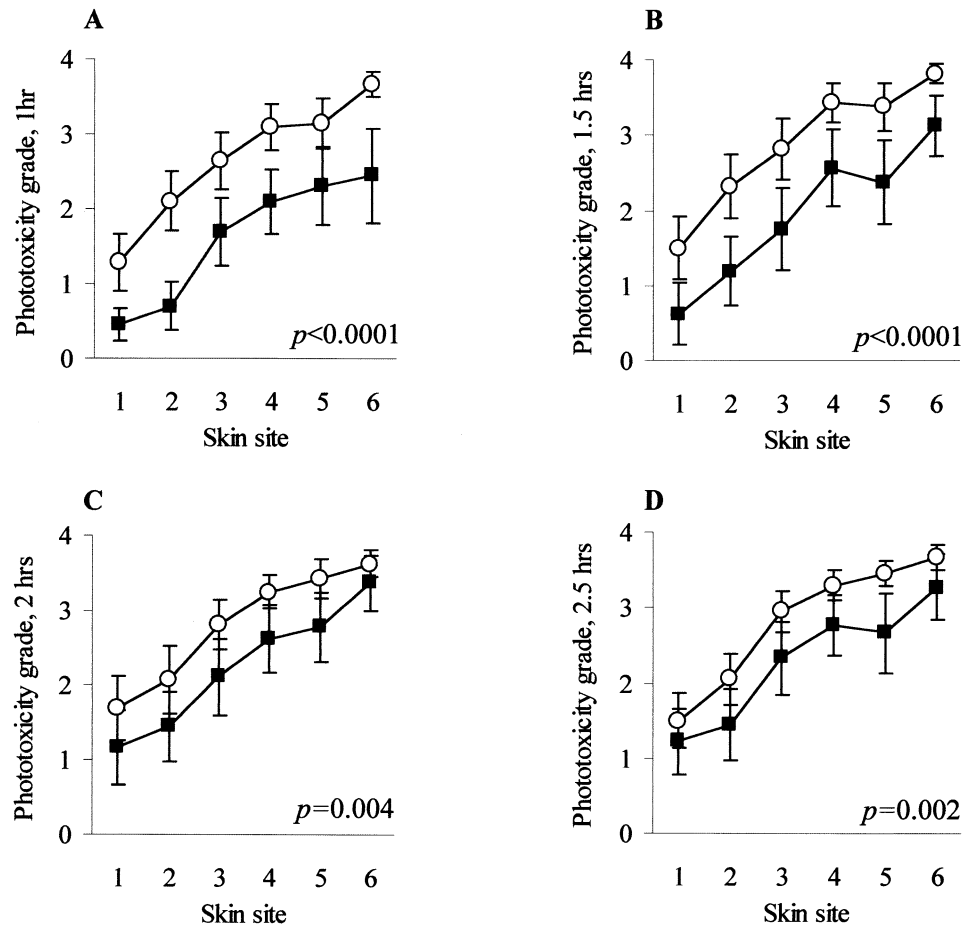 A
Phototoxicity grade, 1hr
4
3
2
1
0
p<0.0001
1 2 3 4 5 6
Skin site
B
Phototoxicity grade, 1.5 hrs
4
3
2
1
0
p<0.0001
1 2 3 4 5 6
Skin site
C
Phototoxicity grade, 2 hrs
4
3
2
1
0
p=0.004
1 2 3 4 5 6
Skin site
D
Phototoxicity grade, 2.5 hrs
4
3
2
1
0
p=0.002
1 2 3 4 5 6
Skin site